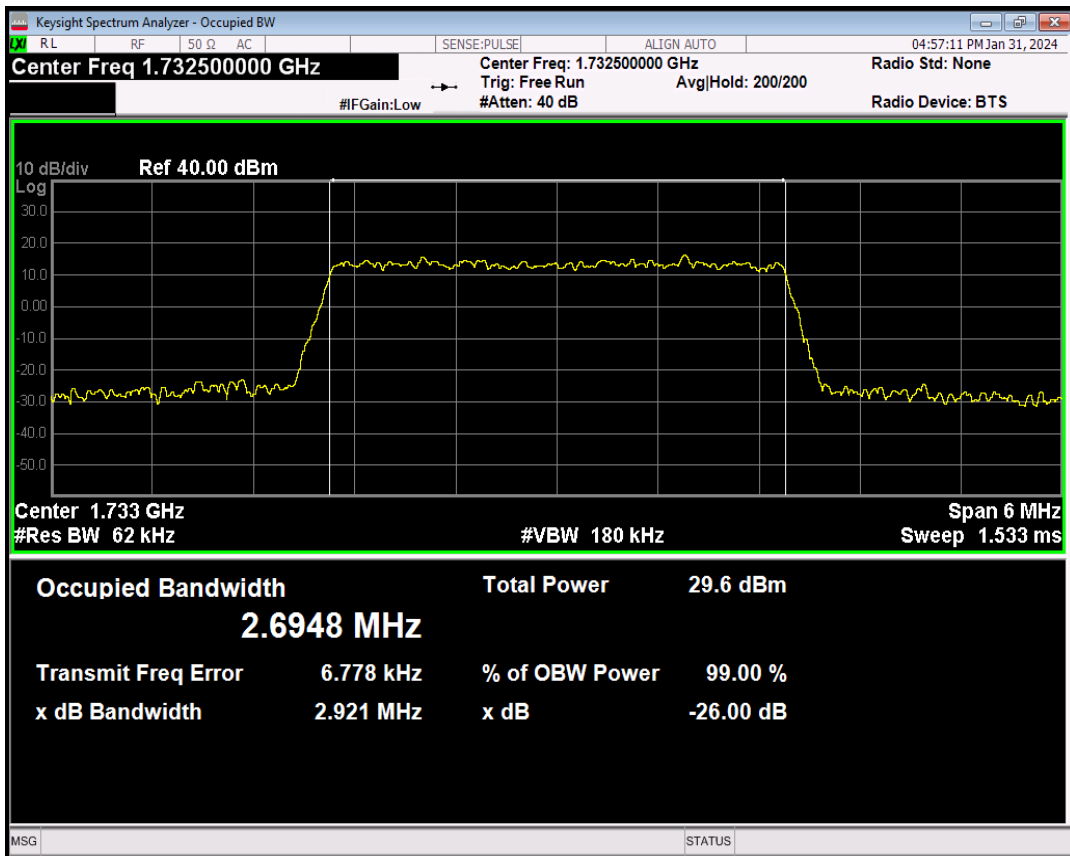 Keysight Spectrum Analyzer - Occupied BW
LXI RL RF 50 Ω AC SENSE:PULSE ALIGN AUTO 04:57:11 PM Jan 31, 2024
Center Freq 1.732500000 GHz
Center Freq: 1.732500000 GHz
Radio Std: None
Trig: Free Run Avg|Hold: 200/200
#IFGain:Low #Atten: 40 dB Radio Device: BTS
10 dB/div Ref 40.00 dBm
Log
30.0
20.0
10.0
0.00
-10.0
-20.0
-30.0
-40.0
-50.0
Center 1.733 GHz Span 6 MHz
#Res BW 62 kHz #VBW 180 kHz Sweep 1.533 ms
Occupied Bandwidth Total Power 29.6 dBm
2.6948 MHz
Transmit Freq Error 6.778 kHz % of OBW Power 99.00 %
x dB Bandwidth 2.921 MHz x dB -26.00 dB
MSG STATUS